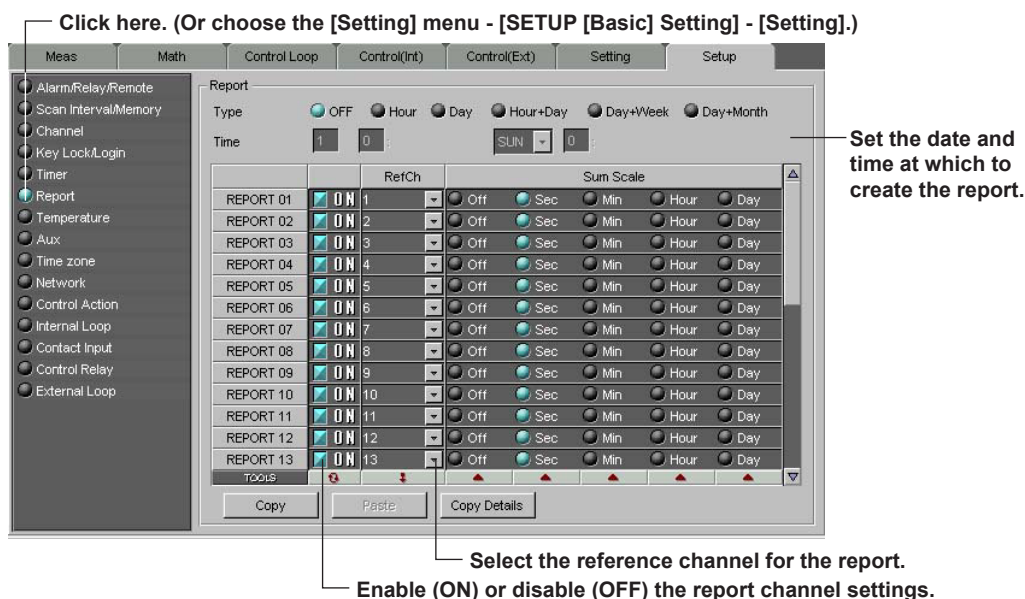 Click here. (Or choose the [Setting] menu - [SETUP [Basic] Setting] - [Setting].)
Meas Math Control Loop Control(Int) Control(Ext) Setting Setup
Alarm/Relay/Remote
Scan Interval/Memory
Channel
Key Lock/Login
Timer
Report
Temperature
Aux
Time zone
Network
Control Action
Internal Loop
Contact Input
Control Relay
External Loop
Report
Type OFF Hour Day Hour+Day Day+Week Day+Month
Time 1 0 : SUN 0 :
Set the date and
time at which to
create the report.
RefCh Sum Scale
REPORT 01 ON 1 Off Sec Min Hour Day
REPORT 02 ON 2 Off Sec Min Hour Day
REPORT 03 ON 3 Off Sec Min Hour Day
REPORT 04 ON 4 Off Sec Min Hour Day
REPORT 05 ON 5 Off Sec Min Hour Day
REPORT 06 ON 6 Off Sec Min Hour Day
REPORT 07 ON 7 Off Sec Min Hour Day
REPORT 08 ON 8 Off Sec Min Hour Day
REPORT 09 ON 9 Off Sec Min Hour Day
REPORT 10 ON 10 Off Sec Min Hour Day
REPORT 11 ON 11 Off Sec Min Hour Day
REPORT 12 ON 12 Off Sec Min Hour Day
REPORT 13 ON 13 Off Sec Min Hour Day
TOOLS
Copy Paste Copy Details
Select the reference channel for the report.
Enable (ON) or disable (OFF) the report channel settings.